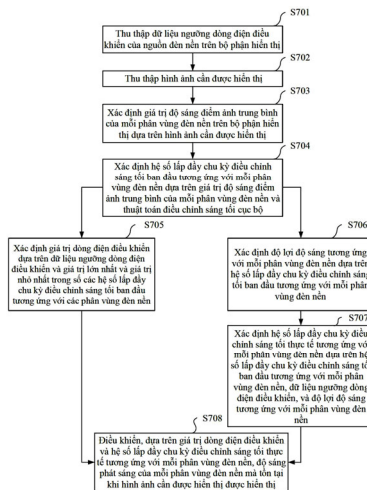 S701
Thu thập dữ liệu ngưỡng dòng điện điều
khiển của nguồn đèn nền trên bộ phận hiển
thị
S702
Thu thập hình ảnh cần được hiển thị
S703
Xác định giá trị độ sáng điểm ảnh trung bình
của mỗi phân vùng đèn nền trên bộ phận hiển
thị dựa trên hình ảnh cần được hiển thị
S704
Xác định hệ số lấp đầy chu kỳ điều chỉnh
sáng tối ban đầu tương ứng với mỗi phân
vùng đèn nền dựa trên giá trị độ sáng điểm
ảnh trung bình của mỗi phân vùng đèn nền và
thuật toán điều chỉnh sáng tối cục bộ
S705
Xác định giá trị dòng điện điều khiển
dựa trên dữ liệu ngưỡng dòng điện
điều khiển và giá trị lớn nhất và giá trị
nhỏ nhất trong số các hệ số lấp đầy
chu kỳ điều chỉnh sáng tối ban đầu
tương ứng với các phân vùng đèn nền
S706
Xác định độ lợi độ sáng tương ứng
với mỗi phân vùng đèn nền dựa trên
hệ số lấp đầy chu kỳ điều chỉnh sáng
tối ban đầu tương ứng với mỗi phân
vùng đèn nền
S707
Xác định hệ số lấp đầy chu kỳ điều
chỉnh sáng tối thực tế tương ứng với
mỗi phân vùng đèn nền dựa trên hệ
số lấp đầy chu kỳ điều chỉnh sáng tối
ban đầu tương ứng với mỗi phân
vùng đèn nền, dữ liệu ngưỡng dòng
điện điều khiển, và độ lợi độ sáng
tương ứng với mỗi phân vùng đèn
nền
S708
Điều khiển, dựa trên giá trị dòng điện điều khiển
và hệ số lấp đầy chu kỳ điều chỉnh sáng tối thực
tế tương ứng với mỗi phân vùng đèn nền, độ sáng
phát sáng của mỗi phân vùng đèn nền mà tồn tại
khi hình ảnh cần được hiển thị được hiển thị